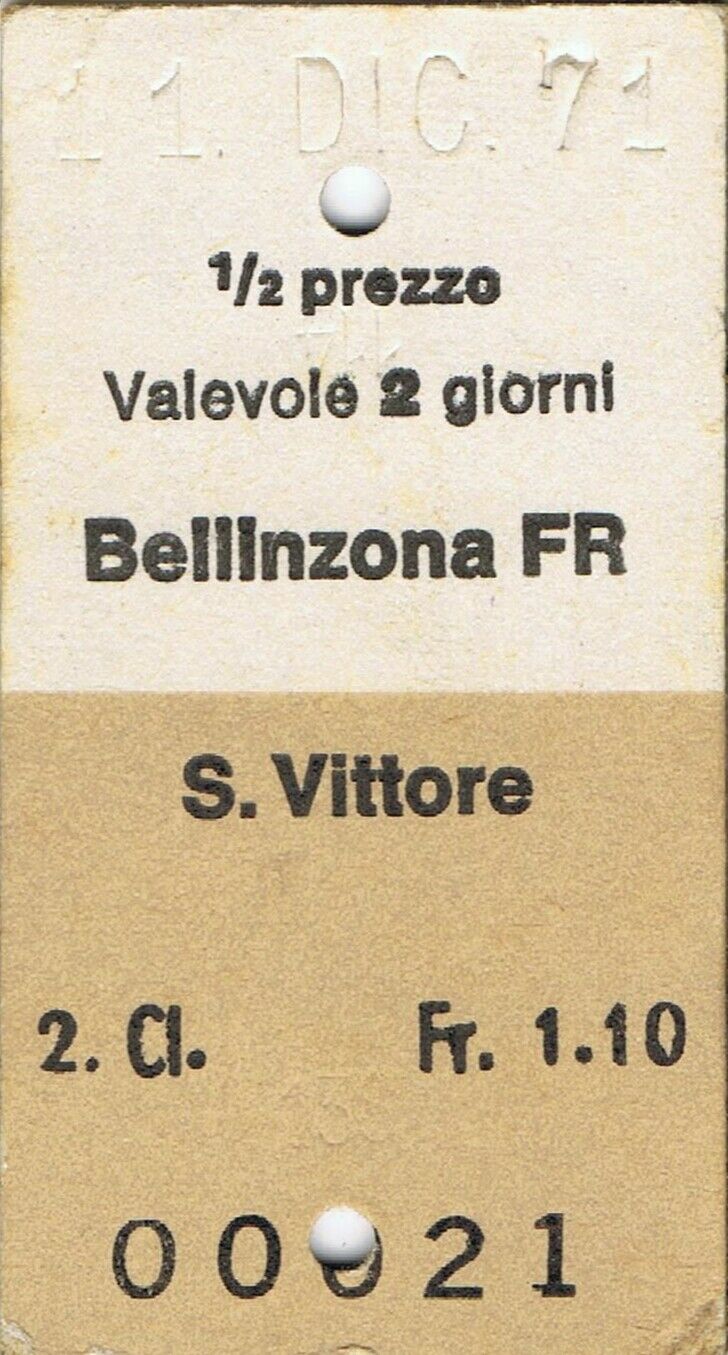 11. DIC. 71
1/2 prezzo
Valevole 2 giorni
Bellinzona FR
S. Vittore
2. Cl. Fr. 1.10
00021